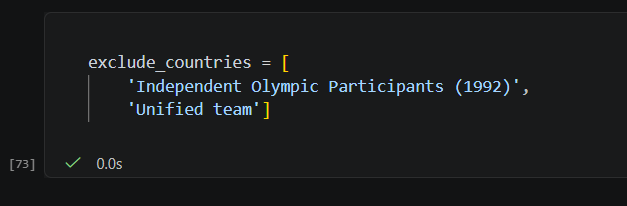 exclude_countries = [
    'Independent Olympic Participants (1992)',
    'Unified team']
[73]
0.0s